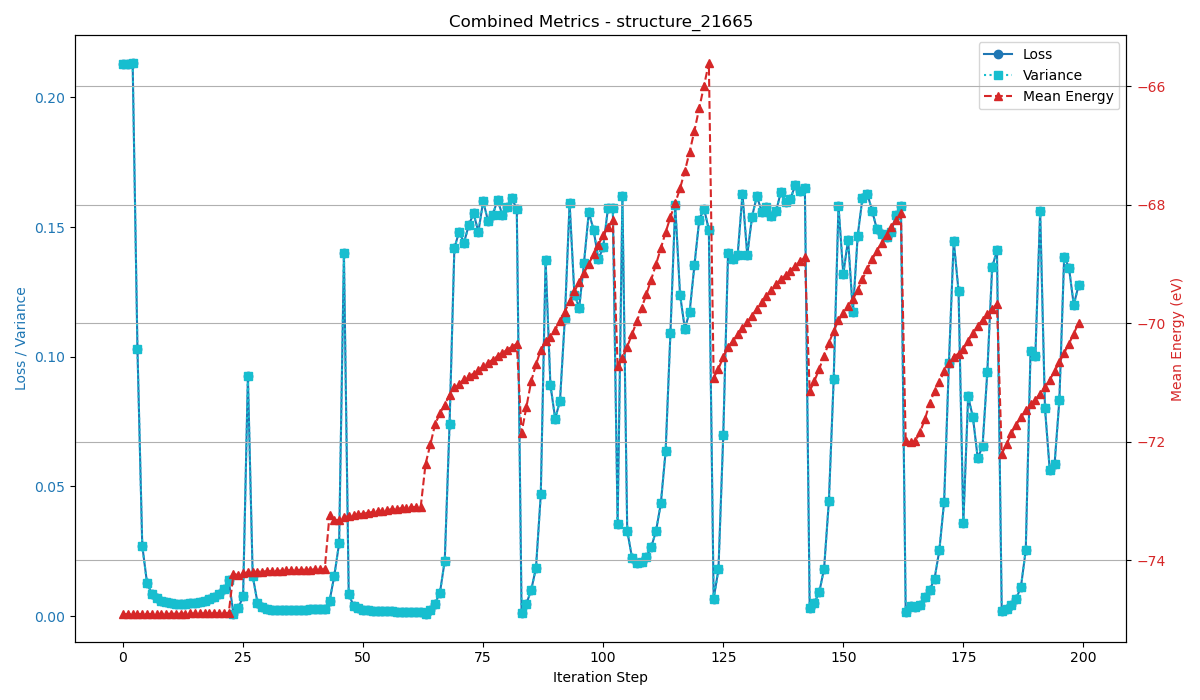 Combined Metrics - structure_21665
Loss
Variance
Mean Energy
Loss / Variance
0.20
0.15
0.10
0.05
0.00
−66
−68
−70
−72
−74
Mean Energy (eV)
0 25 50 75 100 125 150 175 200
Iteration Step